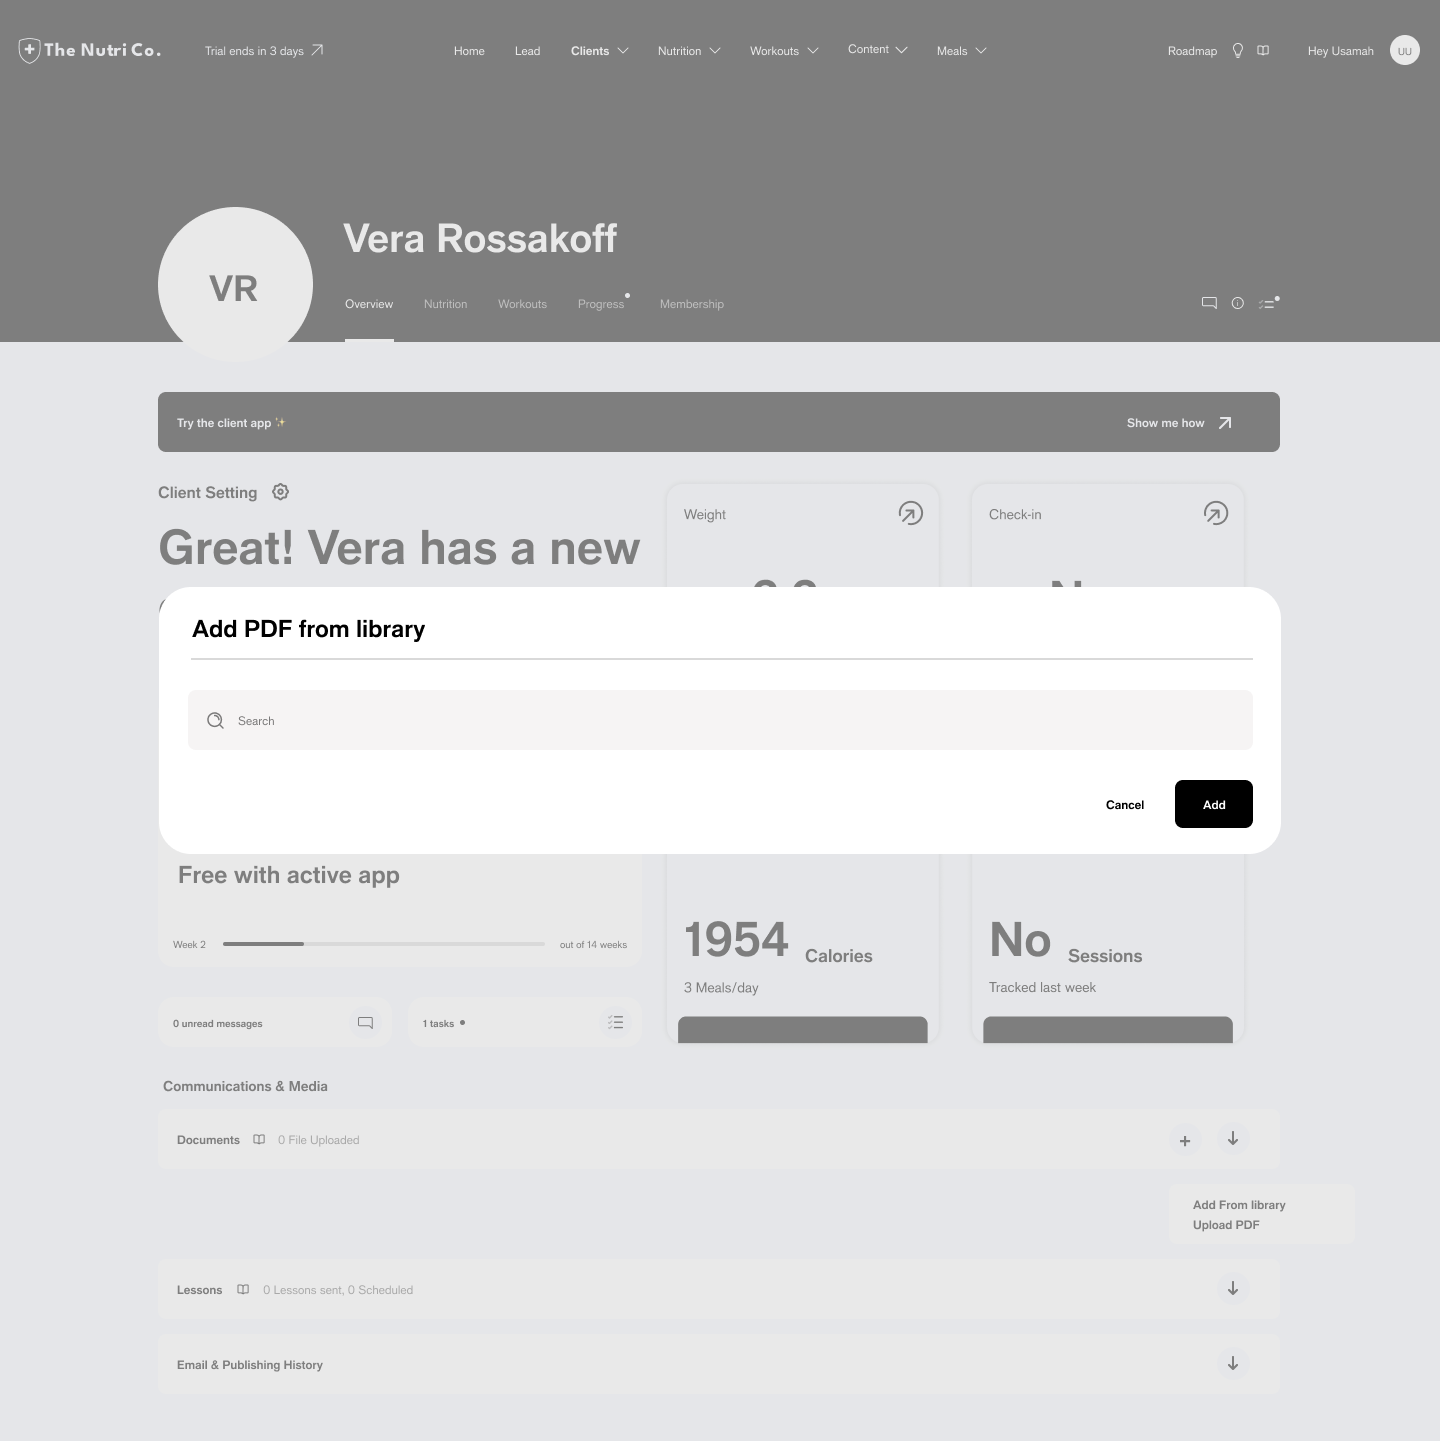 The Nutri Co.
Trial ends in 3 days
Home
Lead
Clients
Nutrition
Workouts
Content
Meals
Roadmap
Hey Usamah
UU
VR
Vera Rossakoff
Overview
Nutrition
Workouts
Progress
Membership
Try the client app ✨
Show me how
Client Setting
Great! Vera has a new
Weight
Check-in
Add PDF from library
Search
Cancel
Add
Free with active app
Week 2
out of 14 weeks
1954 Calories
3 Meals/day
No Sessions
Tracked last week
0 unread messages
1 tasks
Communications & Media
Documents
0 File Uploaded
Add From library
Upload PDF
Lessons
0 Lessons sent, 0 Scheduled
Email & Publishing History